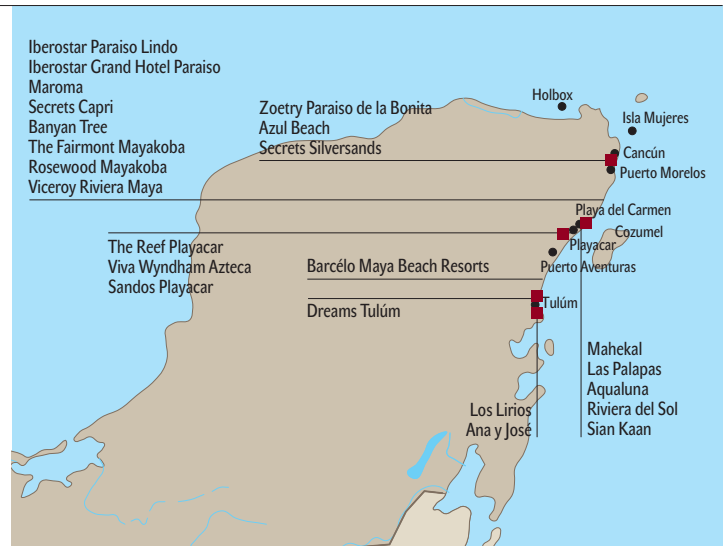 Iberostar Paraiso Lindo
Iberostar Grand Hotel Paraiso
Maroma
Secrets Capri
Banyan Tree
The Fairmont Mayakoba
Rosewood Mayakoba
Viceroy Riviera Maya
Zoetry Paraiso de la Bonita
Azul Beach
Secrets Silversands
Holbox
Isla Mujeres
Cancún
Puerto Morelos
Playa del Carmen
Cozumel
Playacar
Puerto Aventuras
The Reef Playacar
Viva Wyndham Azteca
Sandos Playacar
Barcélo Maya Beach Resorts
Dreams Tulúm
Tulúm
Los Lirios
Ana y José
Mahekal
Las Palapas
Aqualuna
Riviera del Sol
Sian Kaan